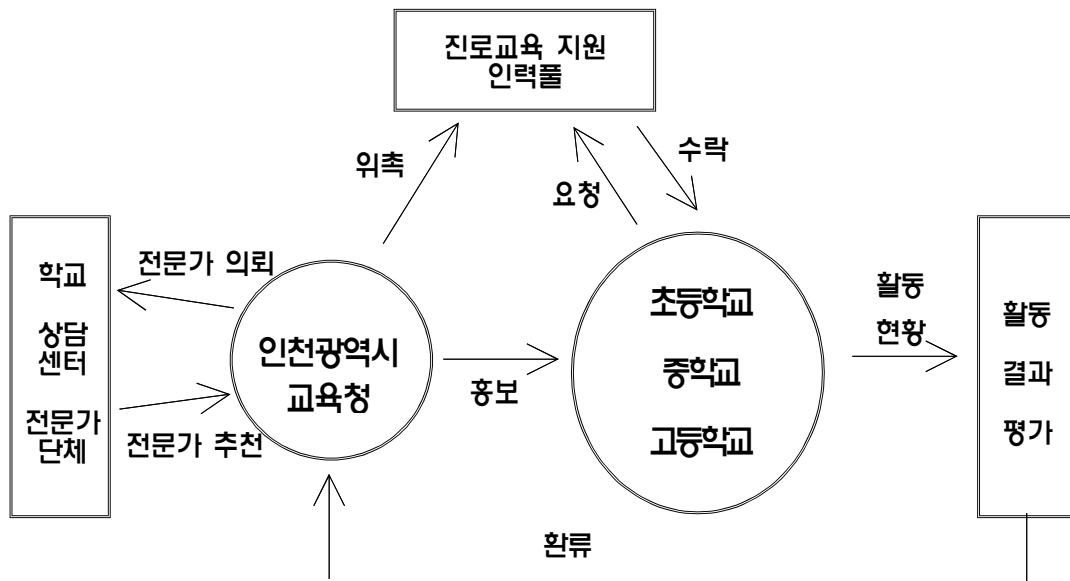 진로교육 지원
인력풀
위촉
요청
수락
학교
상담
센터
전문가
단체
전문가 의뢰
전문가 추천
인천광역시
교육청
홍보
초등학교
중학교
고등학교
활동
현황
활동
결과
평가
환류